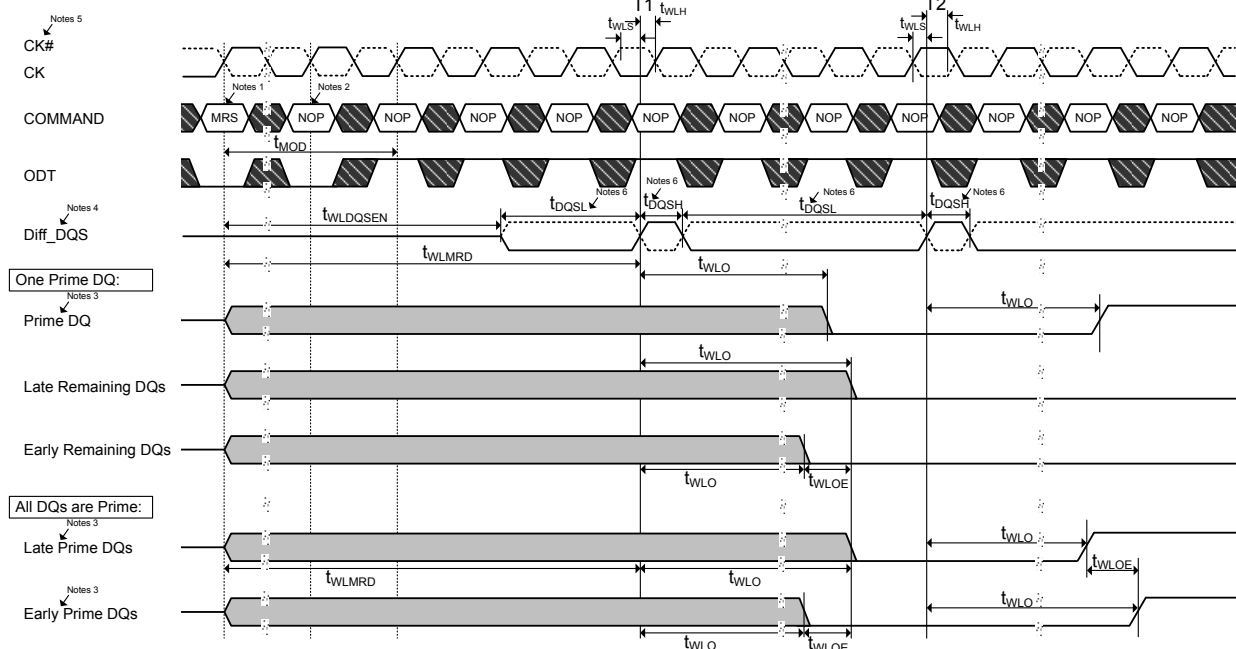 T1 T2
Notes 5
tWLS tWLH tWLS tWLH
CK#
CK
Notes 1 Notes 2
COMMAND MRS NOP NOP NOP NOP NOP NOP NOP NOP NOP NOP NOP
tMOD
ODT
Notes 6 Notes 6 Notes 6 Notes 6
tDQSL tDQSH tDQSL tDQSH
Notes 4
tWLDQSEN
Diff_DQS
tWLMRD
tWLO
One Prime DQ:
Notes 3
tWLO
Prime DQ
tWLO
Late Remaining DQs
Early Remaining DQs
tWLO tWLOE
All DQs are Prime:
Notes 3
Late Prime DQs
tWLO
tWLOE
tWLMRD tWLO
Notes 3
tWLO
Early Prime DQs
tWLO tWLOE